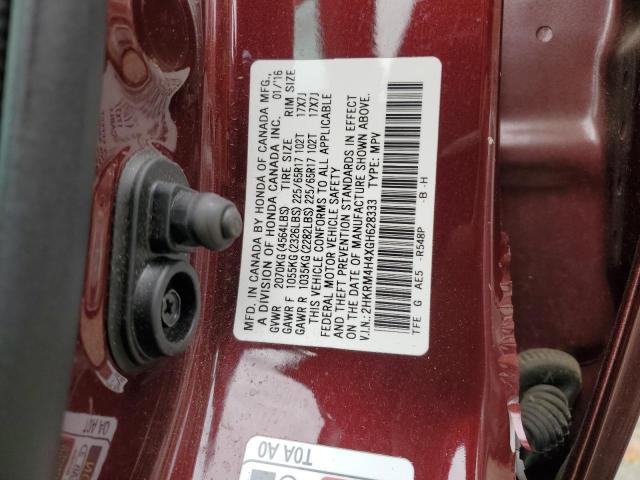 MFD. IN CANADA BY HONDA OF CANADA MFG.,
A DIVISION OF HONDA CANADA INC. 01/'16
GVWR 2070KG(4564LBS) TIRE SIZE RIM SIZE
GAWR F 1055KG(2326LBS) 225/65R17 102T 17X7J
GAWR R 1035KG(2282LBS) 225/65R17 102T 17X7J
THIS VEHICLE CONFORMS TO ALL APPLICABLE
FEDERAL MOTOR VEHICLE SAFETY
AND THEFT PREVENTION STANDARDS IN EFFECT
ON THE DATE OF MANUFACTURE SHOWN ABOVE.
V.I.N.: 2HKRM4H4XGH628333 TYPE: MPV
TFE G AE5 -R548P -B -H
T0A A0